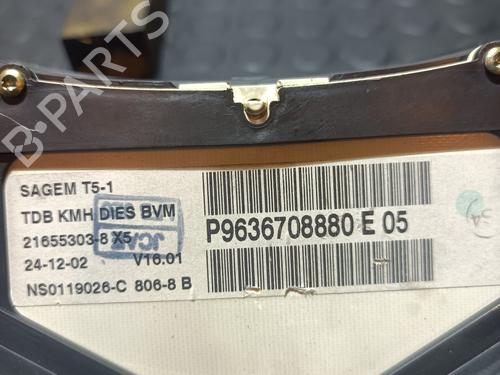 SAGEM T5-1
TDB KMH DIES BVM
21655303-8 X5
24-12-02 V16.01
NS0119026-C 806-8 B
P9636708880 E 05
B-PARTS